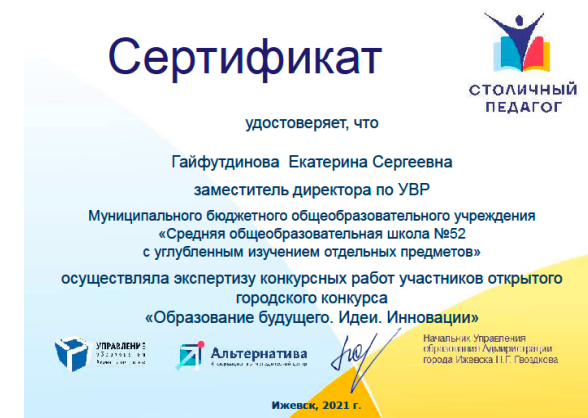 Сертификат
СТОЛИЧНЫЙ
ПЕДАГОГ
удостоверяет, что
Гайфутдинова Екатерина Сергеевна
заместитель директора по УВР
Муниципального бюджетного общеобразовательного учреждения
«Средняя общеобразовательная школа №52
с углубленным изучением отдельных предметов»
осуществляла экспертизу конкурсных работ участников открытого
городского конкурса
«Образование будущего. Идеи. Инновации»
УПРАВЛЕНИЕ
Альтернатива
Начальник Управления
образования Администрации
города Ижевска П.Г. Гвоздкова
Ижевск, 2021 г.